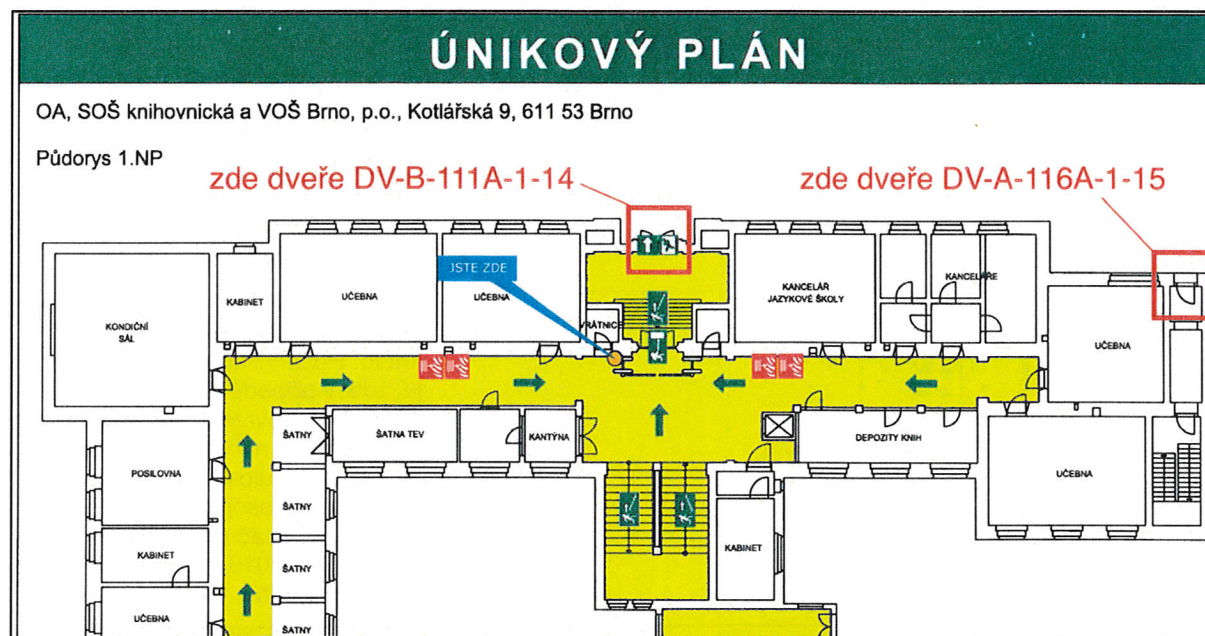 ÚNIKOVÝ PLÁN
OA, SOŠ knihovnická a VOŠ Brno, p.o., Kotlářská 9, 611 53 Brno
Půdorys 1.NP
zde dveře DV-B-111A-1-14
zde dveře DV-A-116A-1-15
JSTE ZDE
KONDIČNÍ
SÁL
KABINET
UČEBNA
UČEBNA
VRÁTNICE
KANCELÁŘ
JAZYKOVÉ ŠKOLY
KANCELÁŘE
UČEBNA
ŠATNY
ŠATNA TEV
KANTÝNA
DEPOZITY KNIH
POSILOVNA
UČEBNA
ŠATNY
KABINET
ŠATNY
KABINET
UČEBNA
ŠATNY